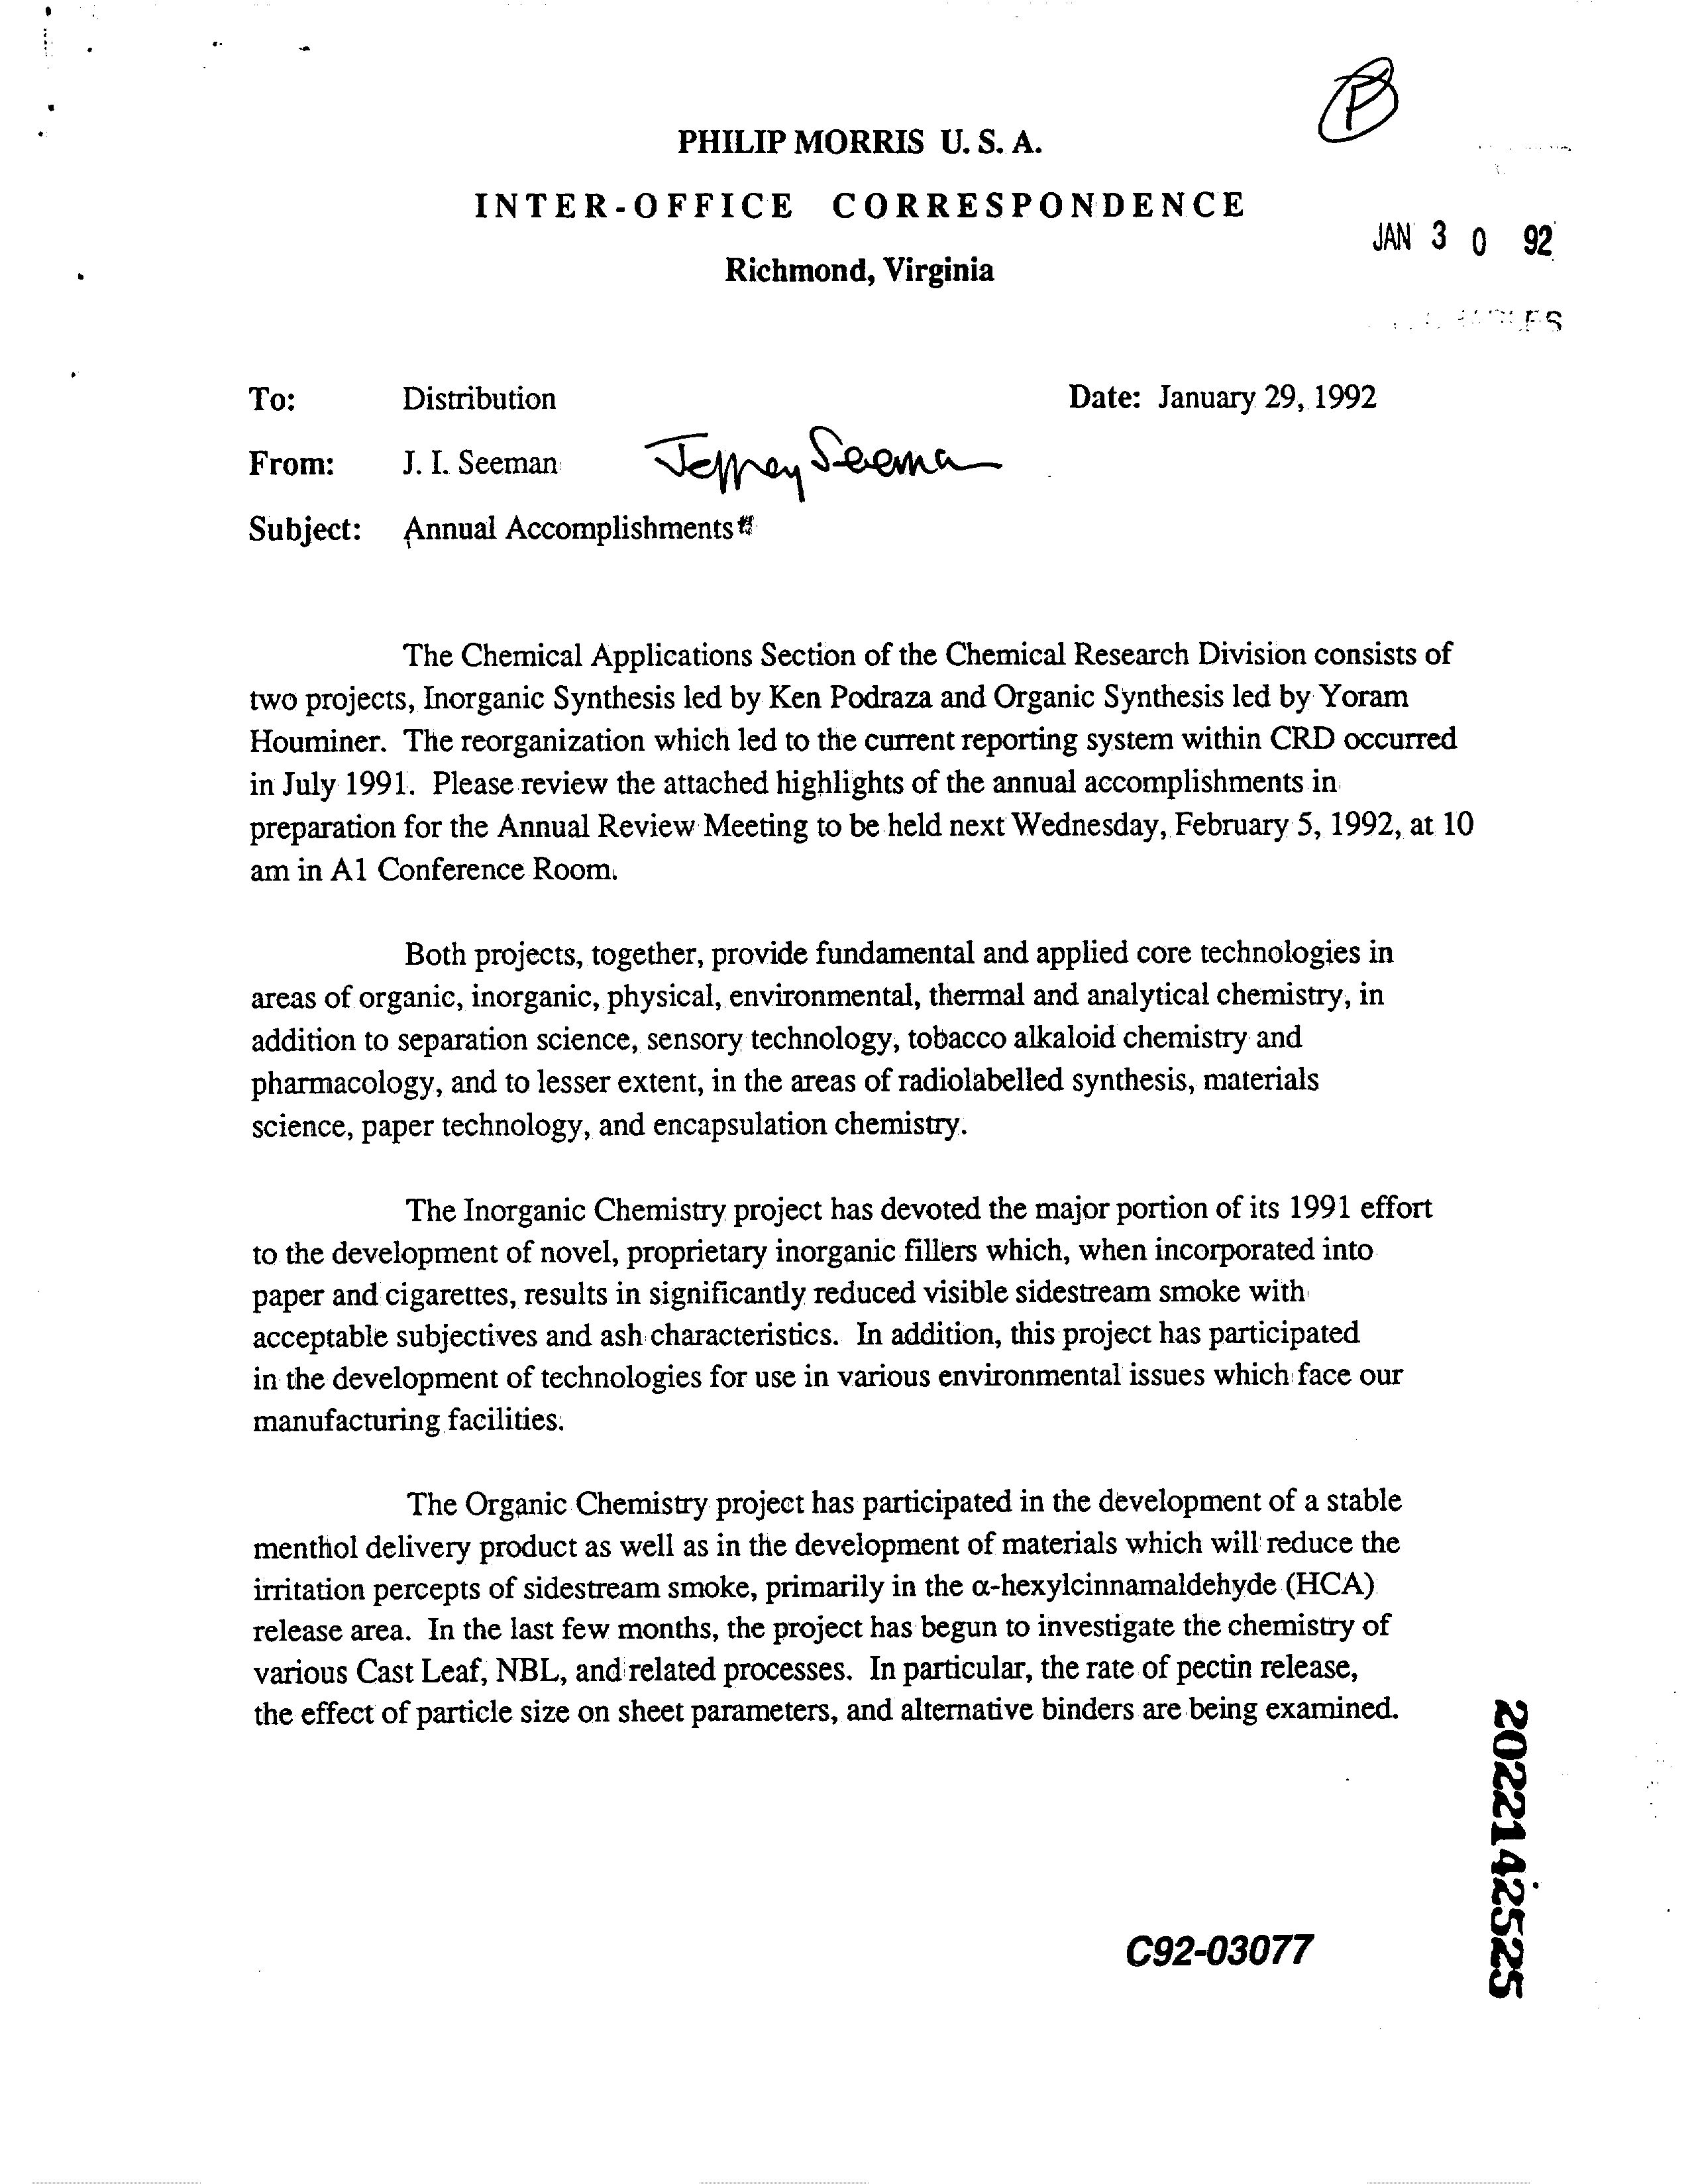 PHILIP MORRIS U. S. A.
INTER-OFFICE CORRESPONDENCE
JAN 3 0 92
Richmond, Virginia
To: Distribution Date: January 29, 1992
From: J. I. Seeman Jeffrey Seeman
Subject: Annual Accomplishments
The Chemical Applications Section of the Chemical Research Division consists of
two projects, Inorganic Synthesis led by Ken Podraza and Organic Synthesis led by Yoram
Houminer. The reorganization which led to the current reporting system within CRD occurred
in July 1991. Please review the attached highlights of the annual accomplishments in
preparation for the Annual Review Meeting to be held next Wednesday, February 5, 1992, at 10
am in A1 Conference Room.
Both projects, together, provide fundamental and applied core technologies in
areas of organic, inorganic, physical, environmental, thermal and analytical chemistry, in
addition to separation science, sensory technology, tobacco alkaloid chemistry and
pharmacology, and to lesser extent, in the areas of radiolabelled synthesis, materials
science, paper technology, and encapsulation chemistry.
The Inorganic Chemistry project has devoted the major portion of its 1991 effort
to the development of novel, proprietary inorganic fillers which, when incorporated into
paper and cigarettes, results in significantly reduced visible sidestream smoke with
acceptable subjectives and ash characteristics. In addition, this project has participated
in the development of technologies for use in various environmental issues which face our
manufacturing facilities.
The Organic Chemistry project has participated in the development of a stable
menthol delivery product as well as in the development of materials which will reduce the
irritation percepts of sidestream smoke, primarily in the α-hexylcinnamaldehyde (HCA)
release area. In the last few months, the project has begun to investigate the chemistry of
various Cast Leaf, NBL, and related processes. In particular, the rate of pectin release,
the effect of particle size on sheet parameters, and alternative binders are being examined.
C92-03077
2022142525